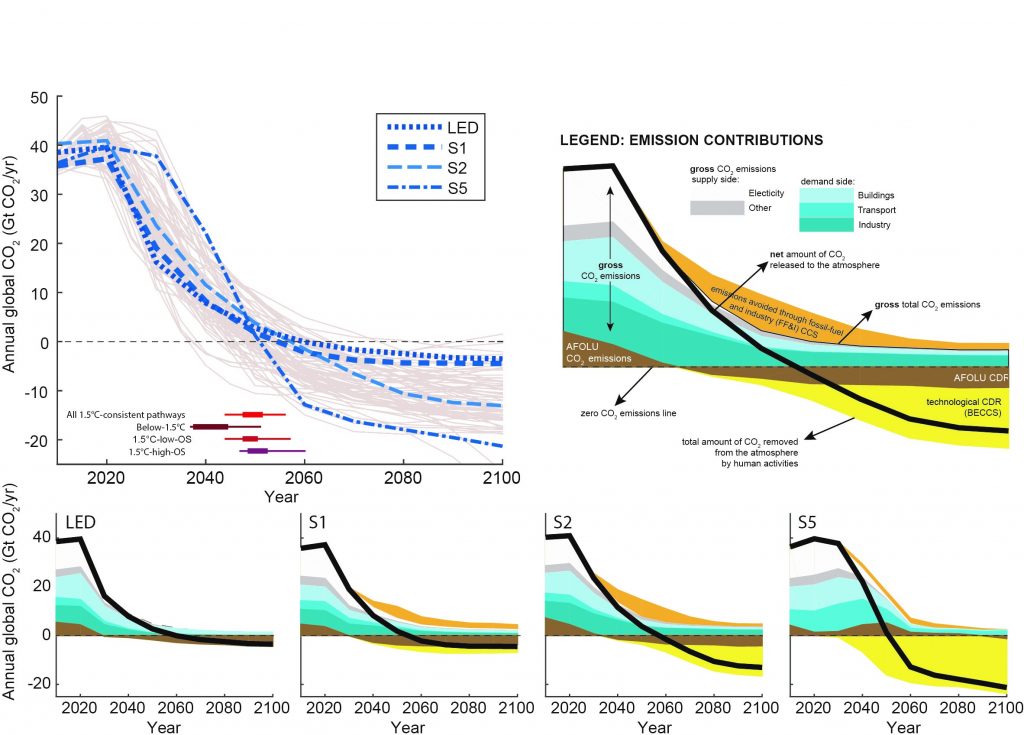 50
40
30
20
10
0
-10
-20
Annual global CO2 (Gt CO2/yr)
LED
S1
S2
S5
All 1.5°C-consistent pathways
Below-1.5°C
1.5°C-low-OS
1.5°C-high-OS
2020 2040 2060 2080 2100
Year
LEGEND: EMISSION CONTRIBUTIONS
gross CO2 emissions
supply side:
Electicity
Other
demand side:
Buildings
Transport
Industry
gross
CO2 emissions
net amount of CO2
released to the atmosphere
emissions avoided through fossil-fuel
and industry (FF&I) CCS
gross total CO2 emissions
AFOLU
CO2 emissions
AFOLU CDR
zero CO2 emissions line
technological CDR
(BECCS)
total amount of CO2 removed
from the atmosphere
by human activities
Annual global CO2 (Gt CO2/yr)
40
20
0
-20
LED
2020 2040 2060 2080 2100
Year
S1
2020 2040 2060 2080 2100
Year
S2
2020 2040 2060 2080 2100
Year
S5
2020 2040 2060 2080 2100
Year